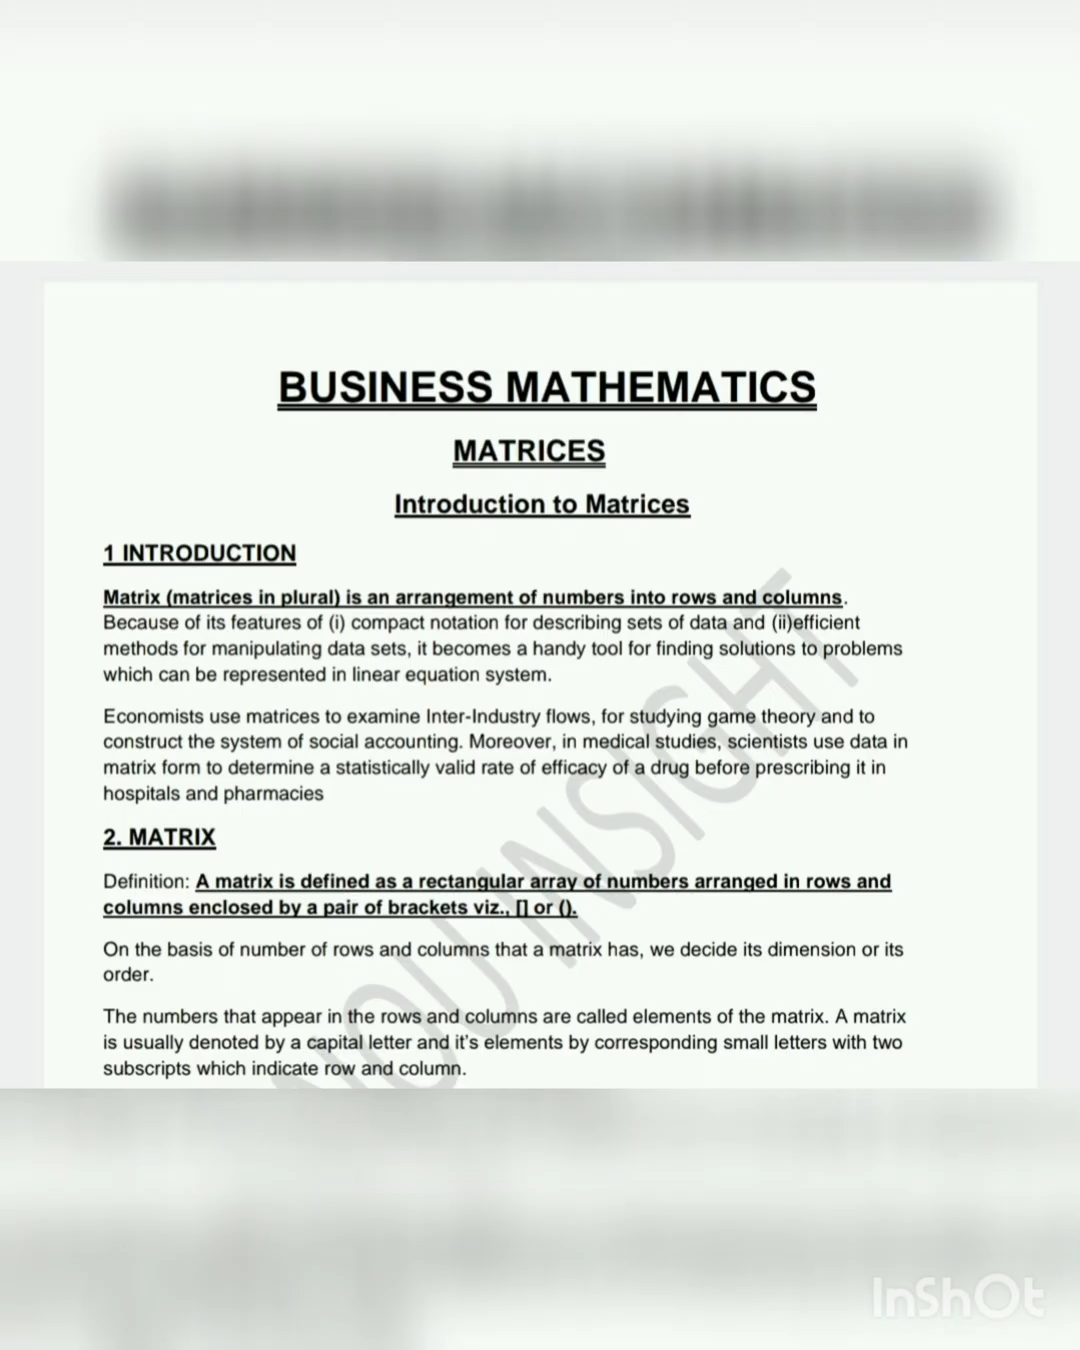 BUSINESS MATHEMATICS
MATRICES
Introduction to Matrices
1 INTRODUCTION
Matrix (matrices in plural) is an arrangement of numbers into rows and columns.
Because of its features of (i) compact notation for describing sets of data and (ii)efficient
methods for manipulating data sets, it becomes a handy tool for finding solutions to problems
which can be represented in linear equation system.
Economists use matrices to examine Inter-Industry flows, for studying game theory and to
construct the system of social accounting. Moreover, in medical studies, scientists use data in
matrix form to determine a statistically valid rate of efficacy of a drug before prescribing it in
hospitals and pharmacies
2. MATRIX
Definition: A matrix is defined as a rectangular array of numbers arranged in rows and
columns enclosed by a pair of brackets viz., [] or ().
On the basis of number of rows and columns that a matrix has, we decide its dimension or its
order.
The numbers that appear in the rows and columns are called elements of the matrix. A matrix
is usually denoted by a capital letter and it's elements by corresponding small letters with two
subscripts which indicate row and column.
NOU INSIGHT
InShOt